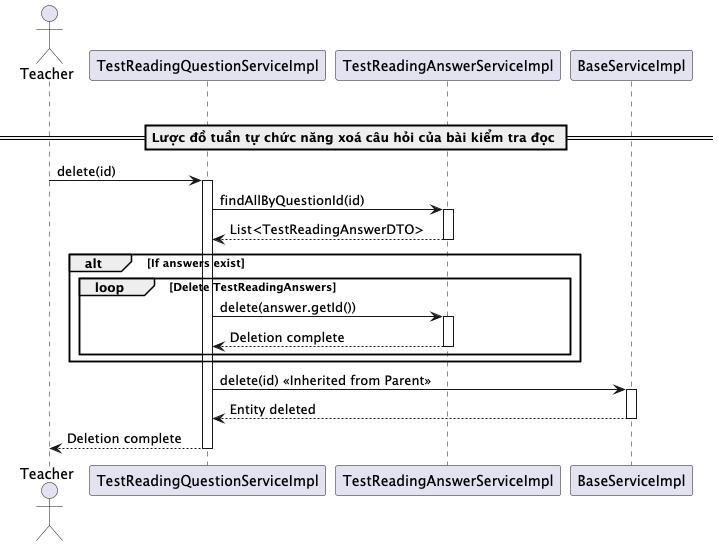 Teacher
TestReadingQuestionServiceImpl
TestReadingAnswerServiceImpl
BaseServiceImpl
Lược đồ tuần tự chức năng xoá câu hỏi của bài kiểm tra đọc
delete(id)
findAllByQuestionId(id)
List<TestReadingAnswerDTO>
alt
[If answers exist]
loop
[Delete TestReadingAnswers]
delete(answer.getId())
Deletion complete
delete(id) «Inherited from Parent»
Entity deleted
Deletion complete
Teacher
TestReadingQuestionServiceImpl
TestReadingAnswerServiceImpl
BaseServiceImpl